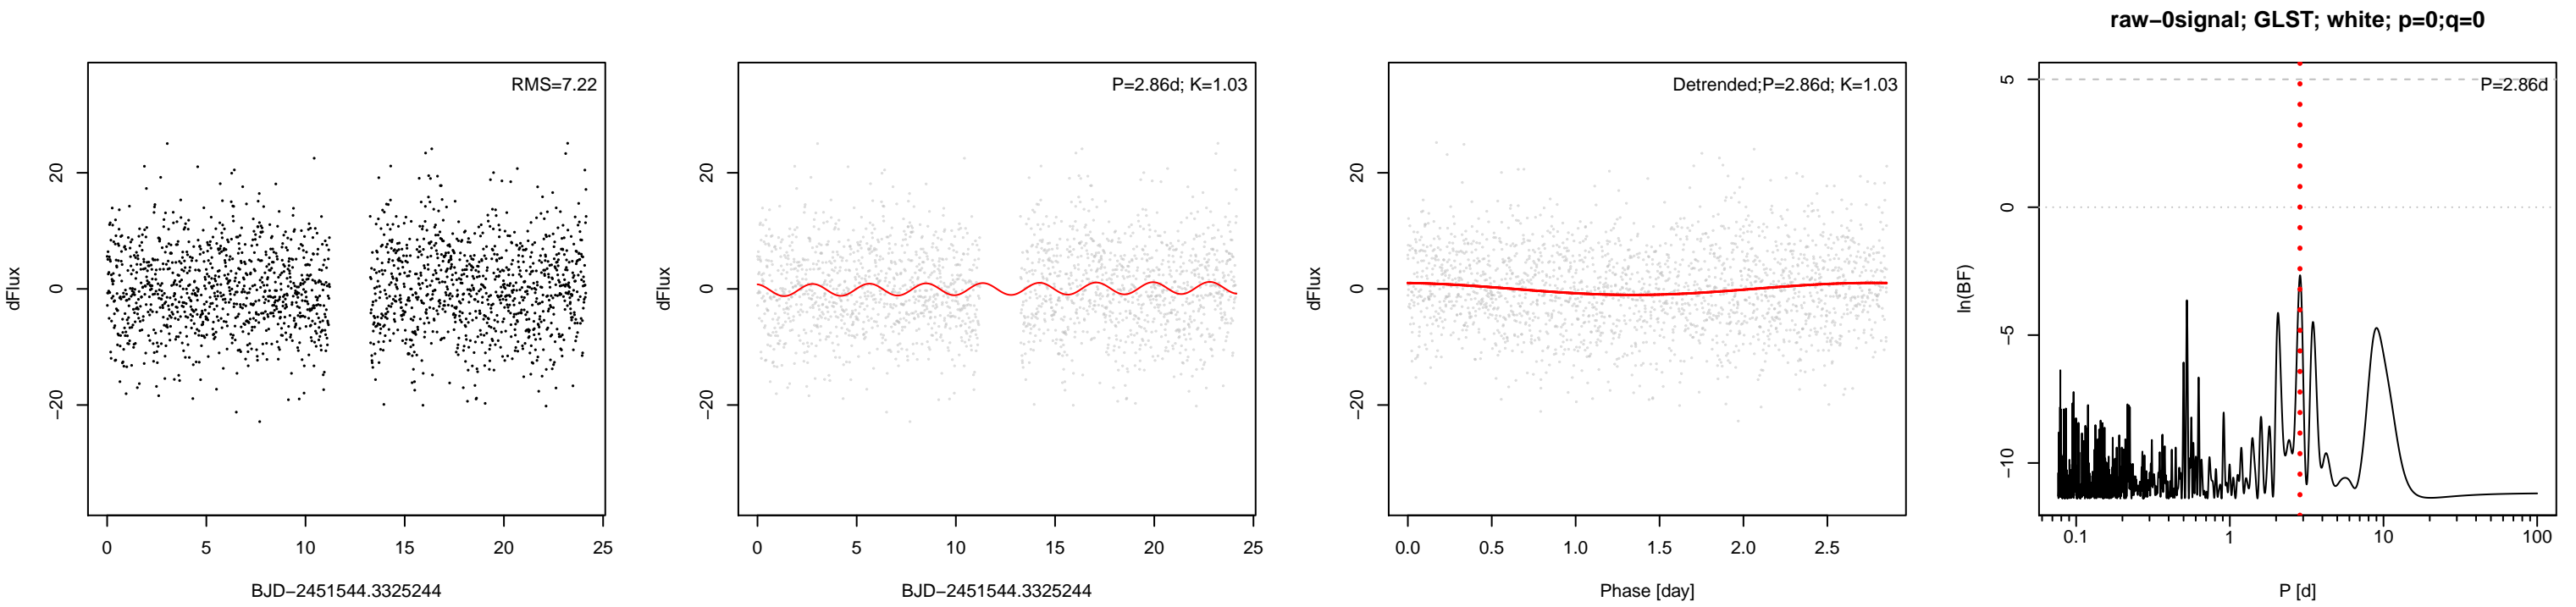 raw−0signal; GLST; white; p=0;q=0
RMS=7.22
dFlux
20
0
−20
0 5 10 15 20 25
BJD−2451544.3325244
P=2.86d; K=1.03
dFlux
20
0
−20
0 5 10 15 20 25
BJD−2451544.3325244
Detrended;P=2.86d; K=1.03
dFlux
20
0
−20
0.0 0.5 1.0 1.5 2.0 2.5
Phase [day]
P=2.86d
ln(BF)
5
0
−5
−10
0.1 1 10 100
P [d]